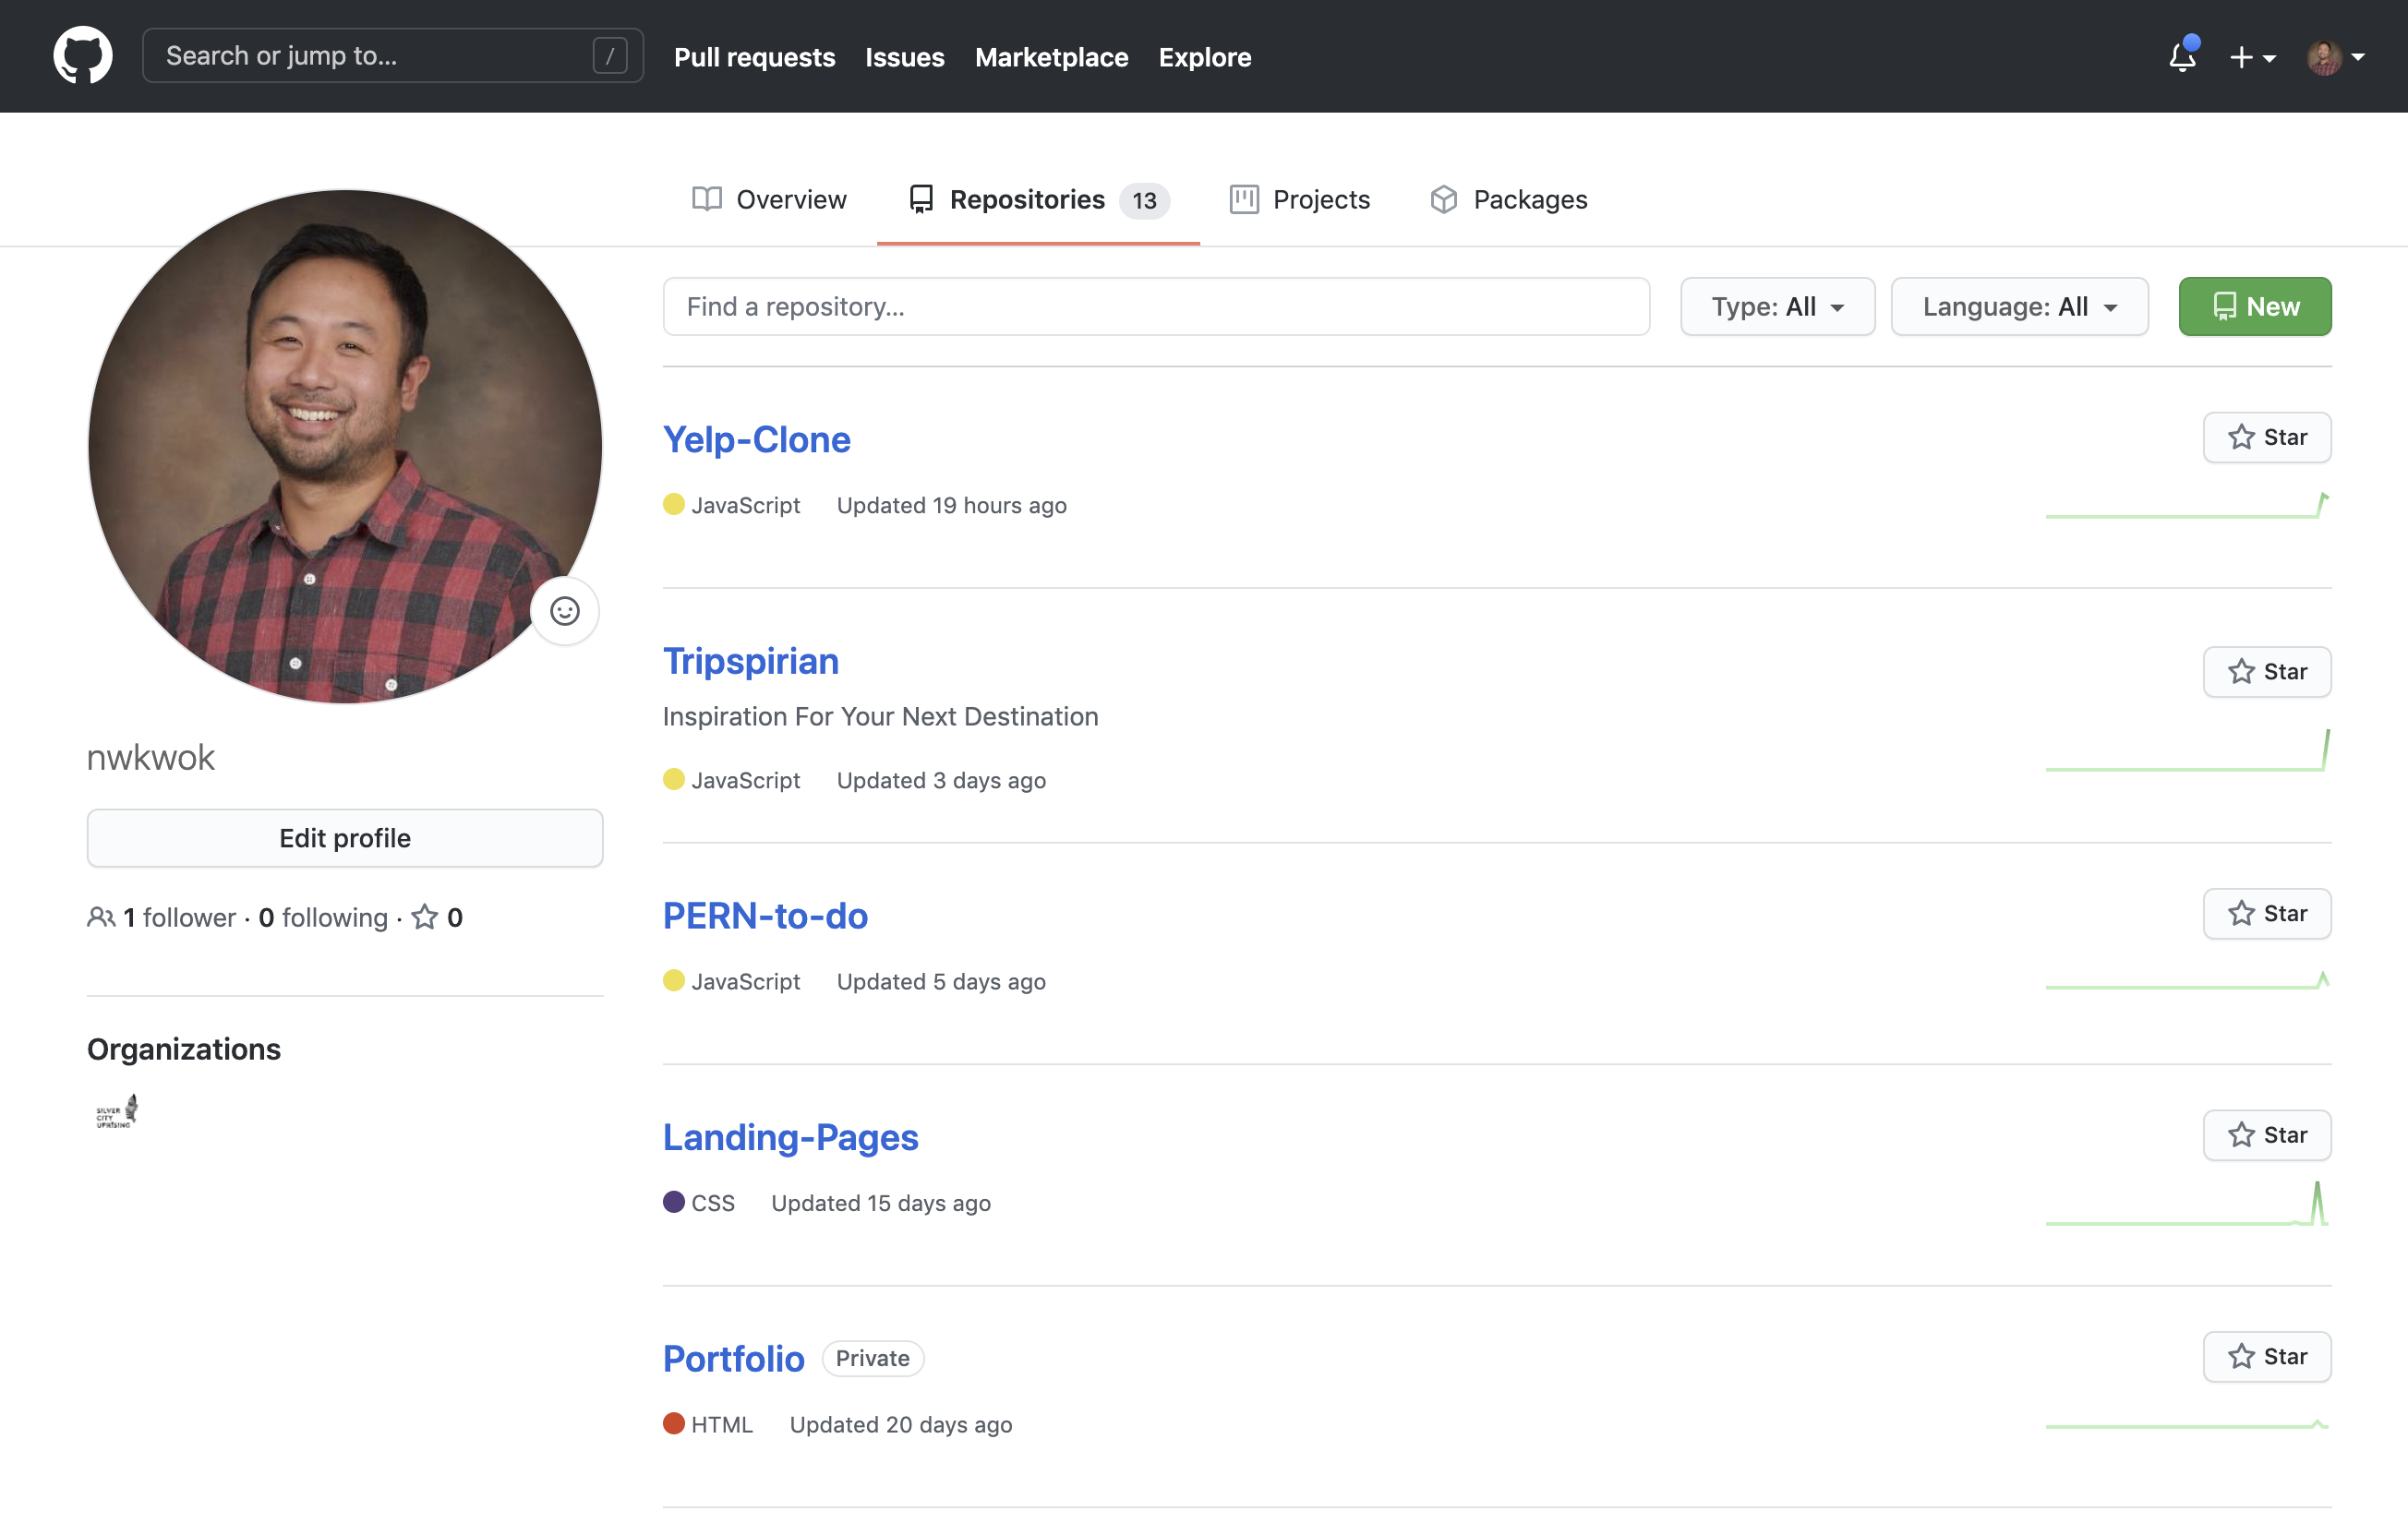 Search or jump to...
/
Pull requests
Issues
Marketplace
Explore
Overview
Repositories 13
Projects
Packages
nwkwok
Edit profile
1 follower · 0 following · 0
Organizations
SILVER
CITY
UPRISING
Find a repository...
Type: All
Language: All
New
Yelp-Clone
Star
JavaScript Updated 19 hours ago
Tripspirian
Star
Inspiration For Your Next Destination
JavaScript Updated 3 days ago
PERN-to-do
Star
JavaScript Updated 5 days ago
Landing-Pages
Star
CSS Updated 15 days ago
Portfolio Private
Star
HTML Updated 20 days ago